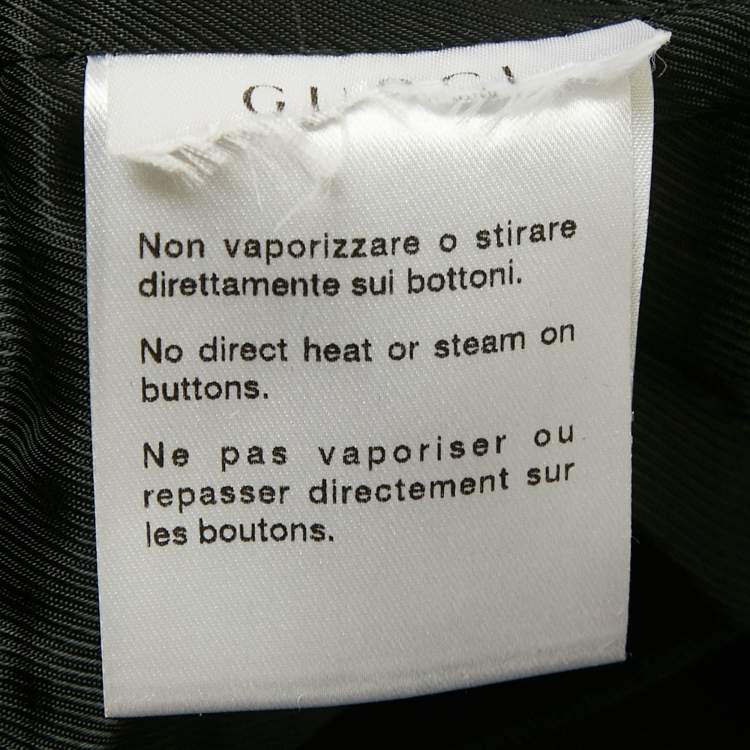 GUCCI
Non vaporizzare o stirare
direttamente sui bottoni.
No direct heat or steam on
buttons.
Ne pas vaporiser ou
repasser directement sur
les boutons.